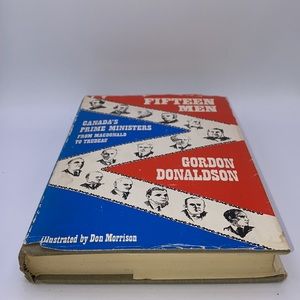 FIFTEEN
MEN
CANADA'S
PRIME MINISTERS
FROM MACDONALD
TO TRUDEAU
GORDON
DONALDSON
illustrated by Don Morrison